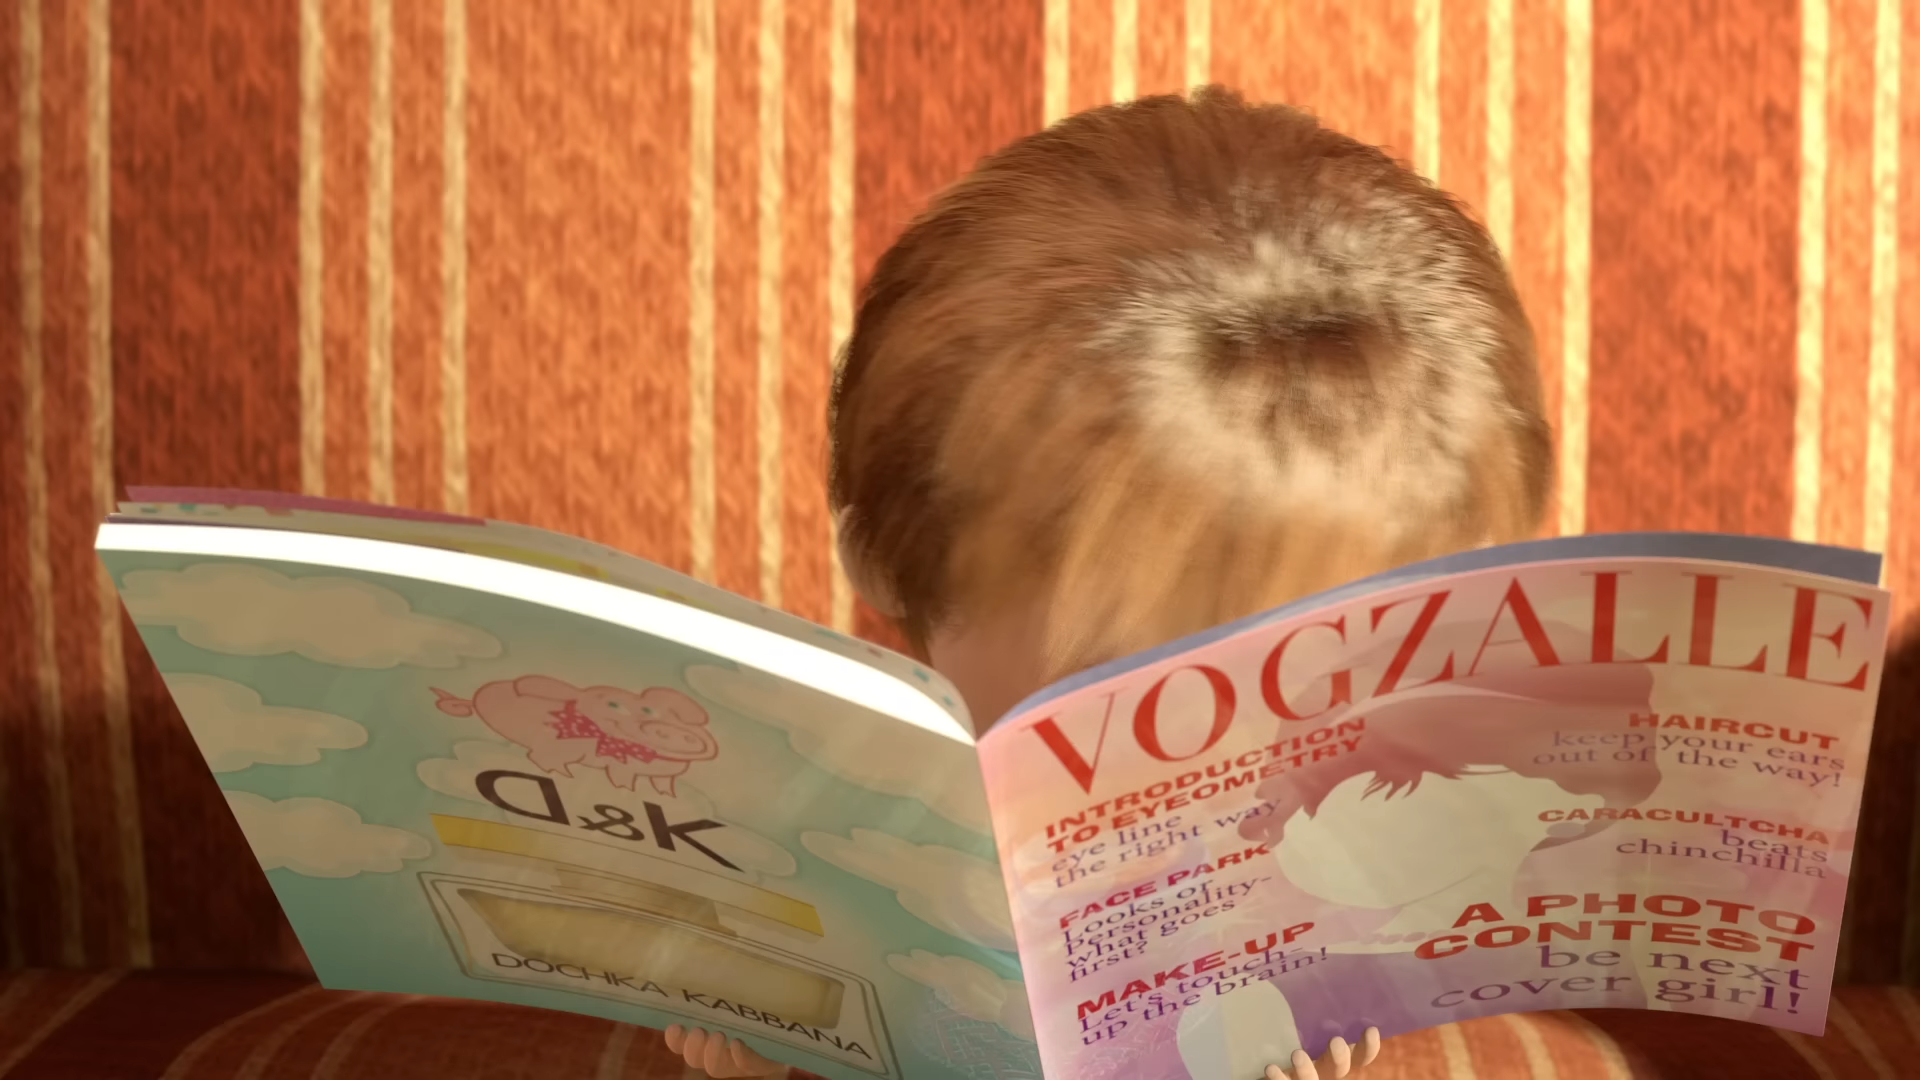 D&K
DOCHKA KABBANA
VOGZALLE
INTRODUCTION
TO EYEOMETRY
eye line
the right way
FACE PARK
Looks or
personality-
what goes
first?
MAKE-UP
Let's touch-
up the brain!
HAIRCUT
keep your ears
out of the way!
CARACULTCHA
beats
chinchilla
A PHOTO
CONTEST
be next
cover girl!